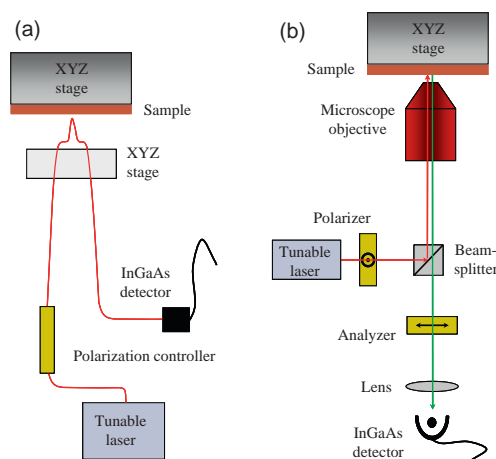 (a)
XYZ
stage
Sample
XYZ
stage
InGaAs
detector
Polarization controller
Tunable
laser
(b)
XYZ
stage
Sample
Microscope
objective
Polarizer
Tunable
laser
Beam-
splitter
Analyzer
Lens
InGaAs
detector